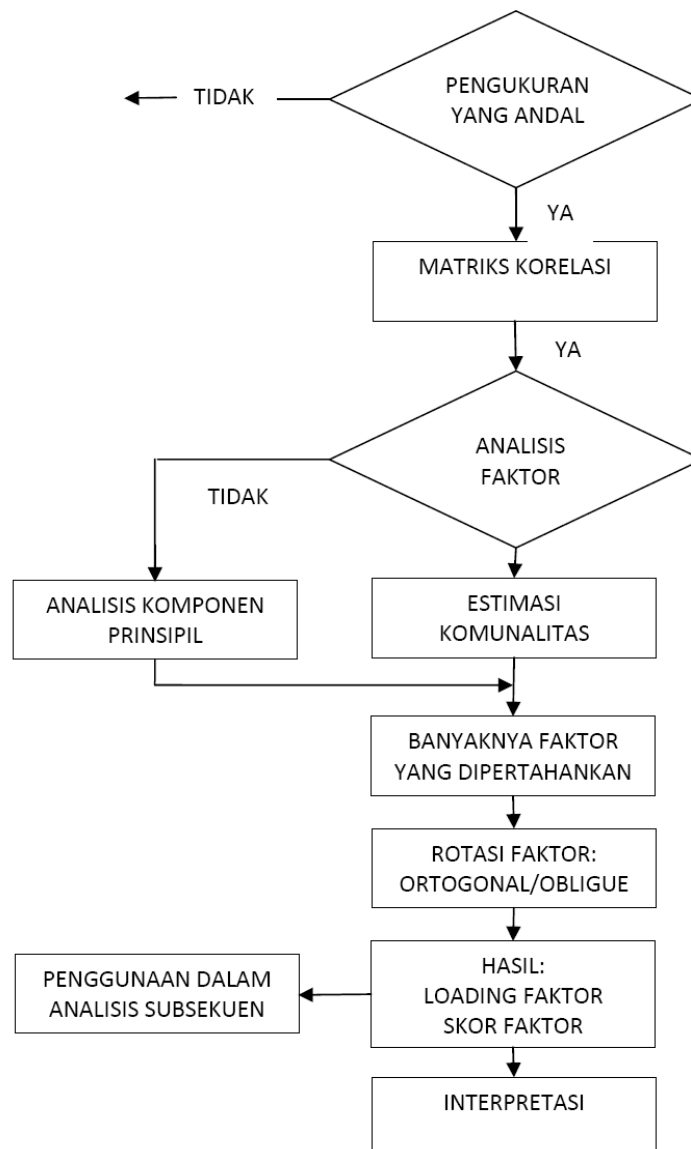 PENGUKURAN
YANG ANDAL
TIDAK
YA
MATRIKS KORELASI
YA
ANALISIS
FAKTOR
TIDAK
ANALISIS KOMPONEN
PRINSIPIL
ESTIMASI
KOMUNALITAS
BANYAKNYA FAKTOR
YANG DIPERTAHANKAN
ROTASI FAKTOR:
ORTOGONAL/OBLIGUE
HASIL:
LOADING FAKTOR
SKOR FAKTOR
PENGGUNAAN DALAM
ANALISIS SUBSEKUEN
INTERPRETASI